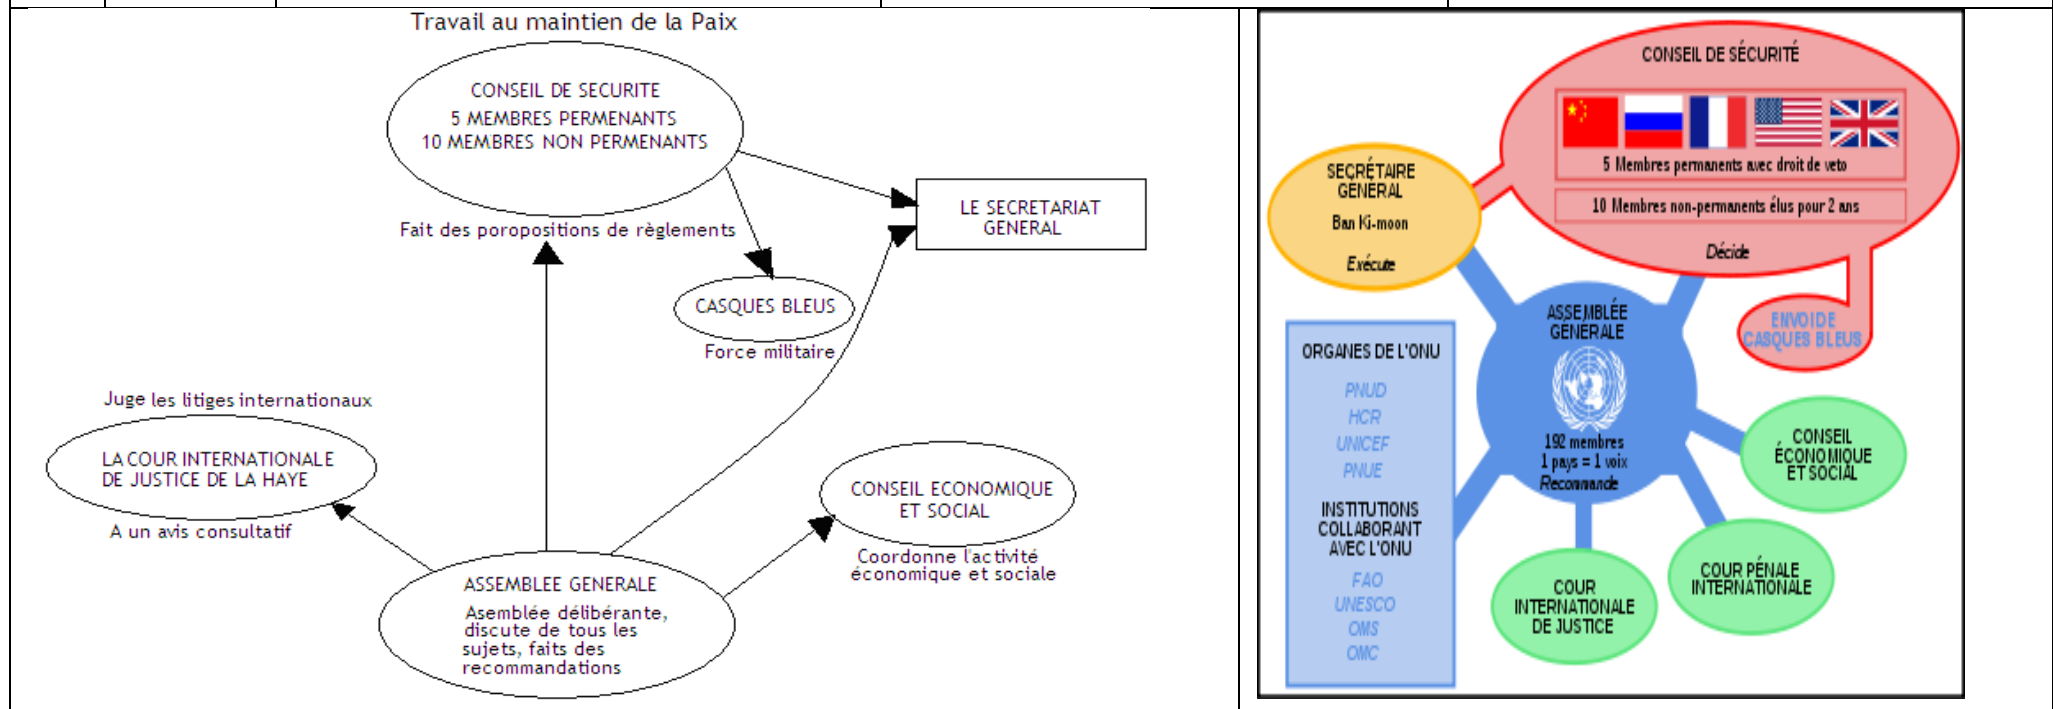 Travail au maintien de la Paix
CONSEIL DE SECURITE
5 MEMBRES PERMENANTS
10 MEMBRES NON PERMENANTS
Fait des poropositions de règlements
LE SECRETARIAT
GENERAL
CASQUES BLEUS
Force militaire
Juge les litiges internationaux
LA COUR INTERNATIONALE
DE JUSTICE DE LA HAYE
A un avis consultatif
CONSEIL ECONOMIQUE
ET SOCIAL
Coordonne l'activité
économique et sociale
ASSEMBLEE GENERALE
Asemblée délibérante,
discute de tous les
sujets, faits des
recommandations
CONSEIL DE SÉCURITÉ
5 Membres permanents avec droit de veto
10 Membres non-permanents élus pour 2 ans
Décide
SECRÉTAIRE
GÉNÉRAL
Ban Ki-moon
Exécute
ASSEMBLÉE
GÉNÉRALE
192 membres
1 pays = 1 voix
Recommande
ENVOI DE
CASQUES BLEUS
ORGANES DE L'ONU
PNUD
HCR
UNICEF
PNUE
INSTITUTIONS
COLLABORANT
AVEC L'ONU
FAO
UNESCO
OMS
OMC
CONSEIL
ÉCONOMIQUE
ET SOCIAL
COUR PÉNALE
INTERNATIONALE
COUR
INTERNATIONALE
DE JUSTICE